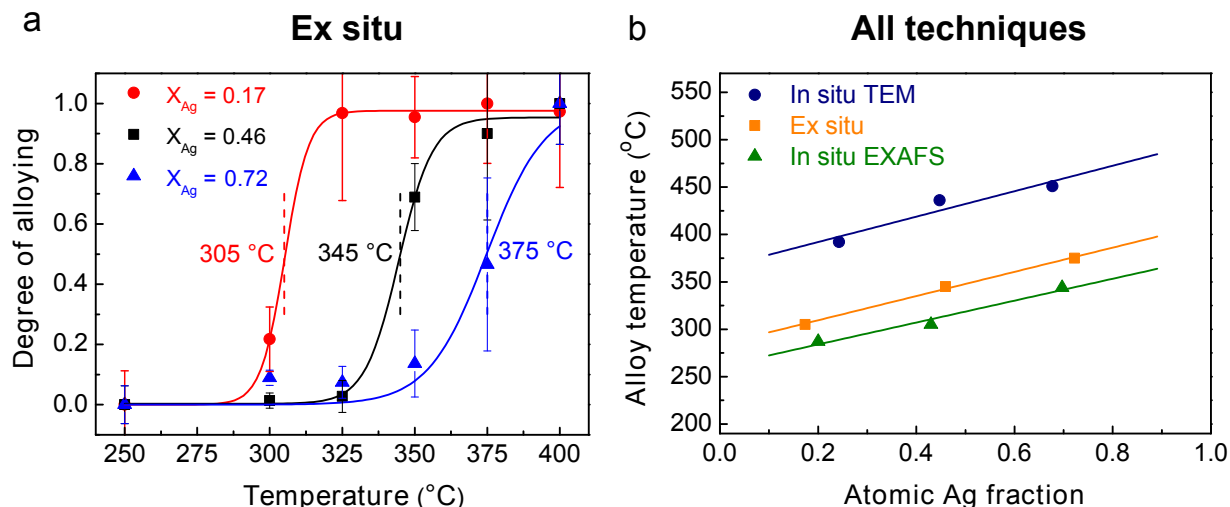 a
Ex situ
X_Ag = 0.17
X_Ag = 0.46
X_Ag = 0.72
305 °C
345 °C
375 °C
1.0
0.8
0.6
0.4
0.2
0.0
Degree of alloying
250
275
300
325
350
375
400
Temperature (°C)
b
All techniques
In situ TEM
Ex situ
In situ EXAFS
550
500
450
400
350
300
250
200
Alloy temperature (°C)
0.0
0.2
0.4
0.6
0.8
1.0
Atomic Ag fraction